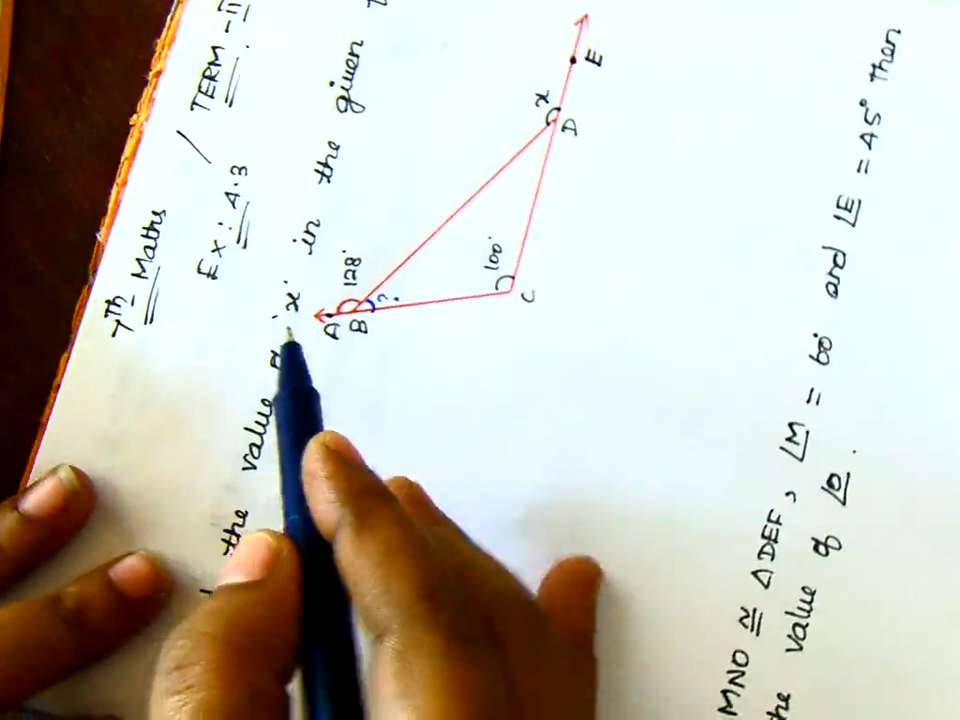 7th Maths / TERM - II
Ex: 4.3
the value of 'x' in the given
A
B
128°
?
100°
C
D
x
E
MNO ≅ Δ DEF, ∠M = 60° and ∠E = 45° then
the value of ∠O.